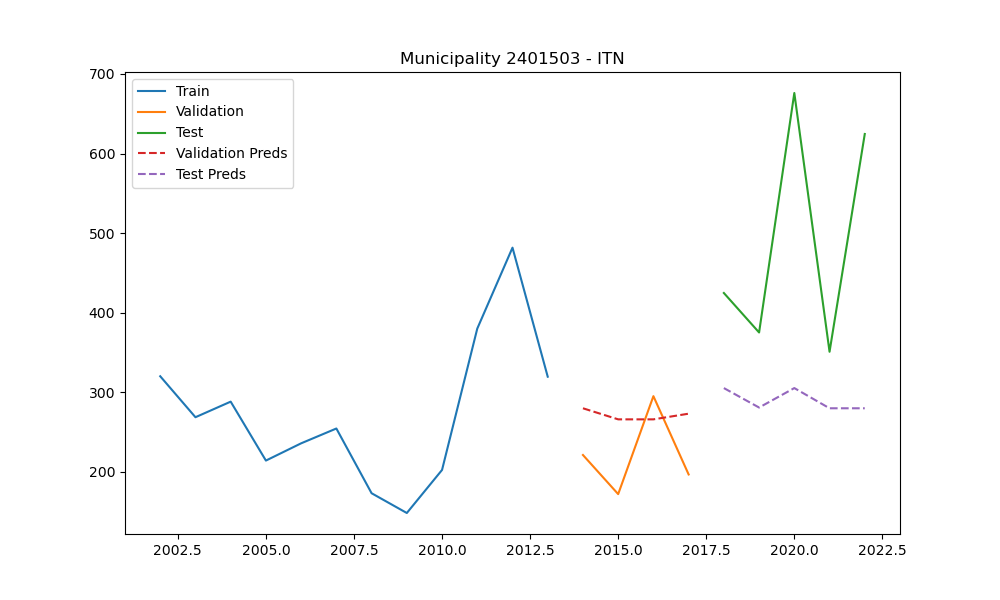 Municipality 2401503 - ITN
700
600
500
400
300
200
Train
Validation
Test
Validation Preds
Test Preds
2002.5 2005.0 2007.5 2010.0 2012.5 2015.0 2017.5 2020.0 2022.5